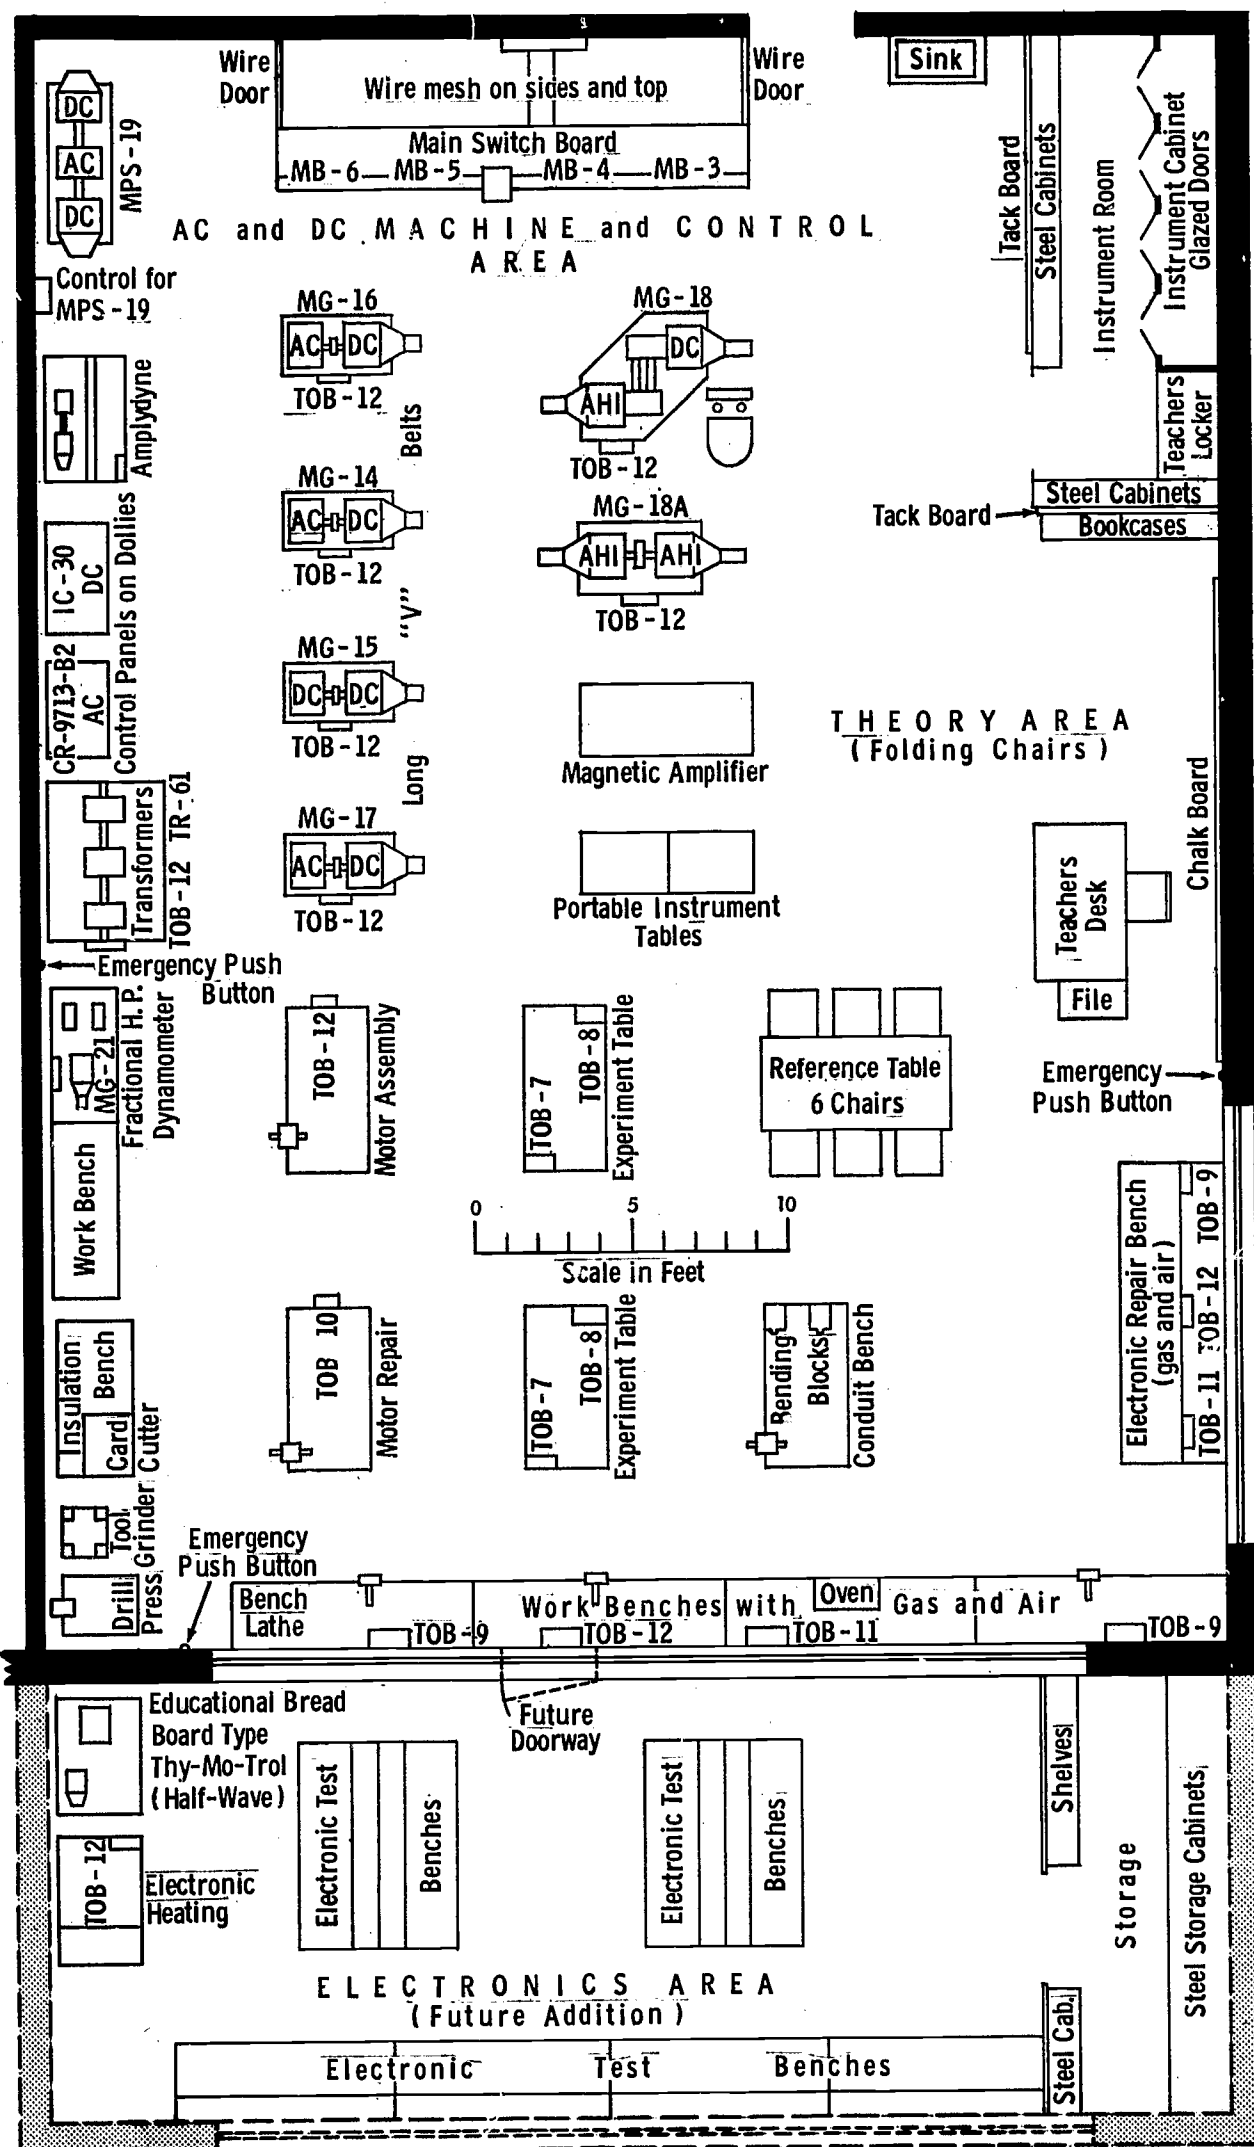 Wire
Door
Wire mesh on sides and top
Wire
Door
Sink
Main Switch Board
MB-6 MB-5 MB-4 MB-3
DC
AC
DC
MPS-19
Tack Board
Steel Cabinets
Instrument Room
Instrument Cabinet
Glazed Doors
AC and DC MACHINE and CONTROL
AREA
Control for
MPS-19
MG-16
AC DC
TOB-12
MG-18
DC
AHI
TOB-12
Amplydyne
Belts
Teachers
Locker
MG-14
AC DC
TOB-12
MG-18A
AHI AHI
TOB-12
Steel Cabinets
Tack Board
Bookcases
IC-30
DC
CR-9713-B2
AC
Control Panels on Dollies
"V"
MG-15
DC DC
TOB-12
Long
Magnetic Amplifier
THEORY AREA
(Folding Chairs)
Chalk Board
Transformers
TOB-12 TR-61
MG-17
AC DC
TOB-12
Portable Instrument
Tables
Teachers
Desk
File
Emergency Push
Button
MG-21
Fractional H.P.
Dynamometer
TOB-12
Motor Assembly
TOB-7
TOB-8
Experiment Table
Reference Table
6 Chairs
Emergency
Push Button
Work Bench
0 5 10
Scale in Feet
Electronic Repair Bench
(gas and air)
TOB-11 TOB-12 TOB-9
Insulation
Bench
Card
Cutter
TOB 10
Motor Repair
TOB-7
TOB-8
Experiment Table
Bending
Blocks
Conduit Bench
Tool
Grinder
Drill
Press
Emergency
Push Button
Bench
Lathe
Work Benches with
Oven
Gas and Air
TOB-9
TOB-12
TOB-11
TOB-9
Educational Bread
Board Type
Thy-Mo-Trol
(Half-Wave)
Future
Doorway
Electronic Test
Benches
Electronic Test
Benches
Shelves
Storage
Steel Storage Cabinets
TOB-12
Electronic
Heating
ELECTRONICS AREA
(Future Addition)
Electronic Test Benches
Steel Cab.